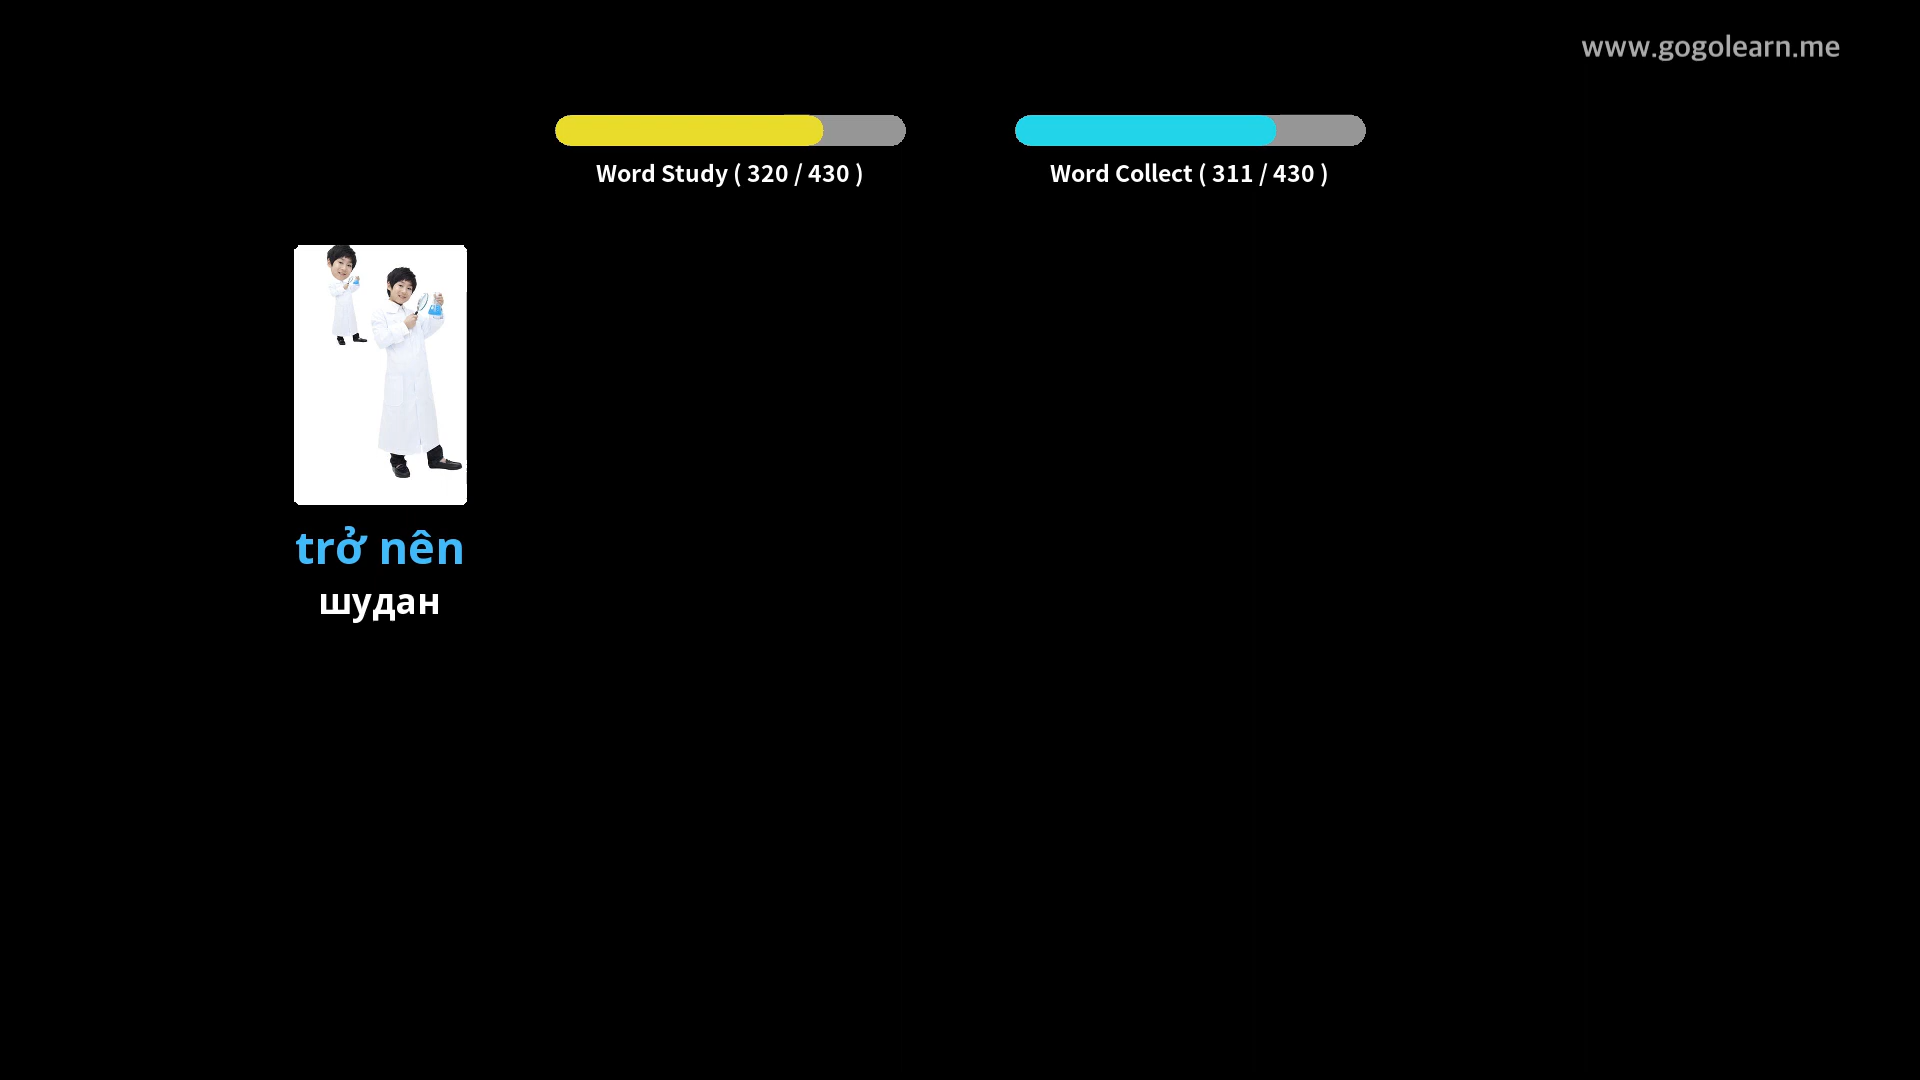 www.gogolearn.me
Word Study ( 320 / 430 )
Word Collect ( 311 / 430 )
trở nên
шудан